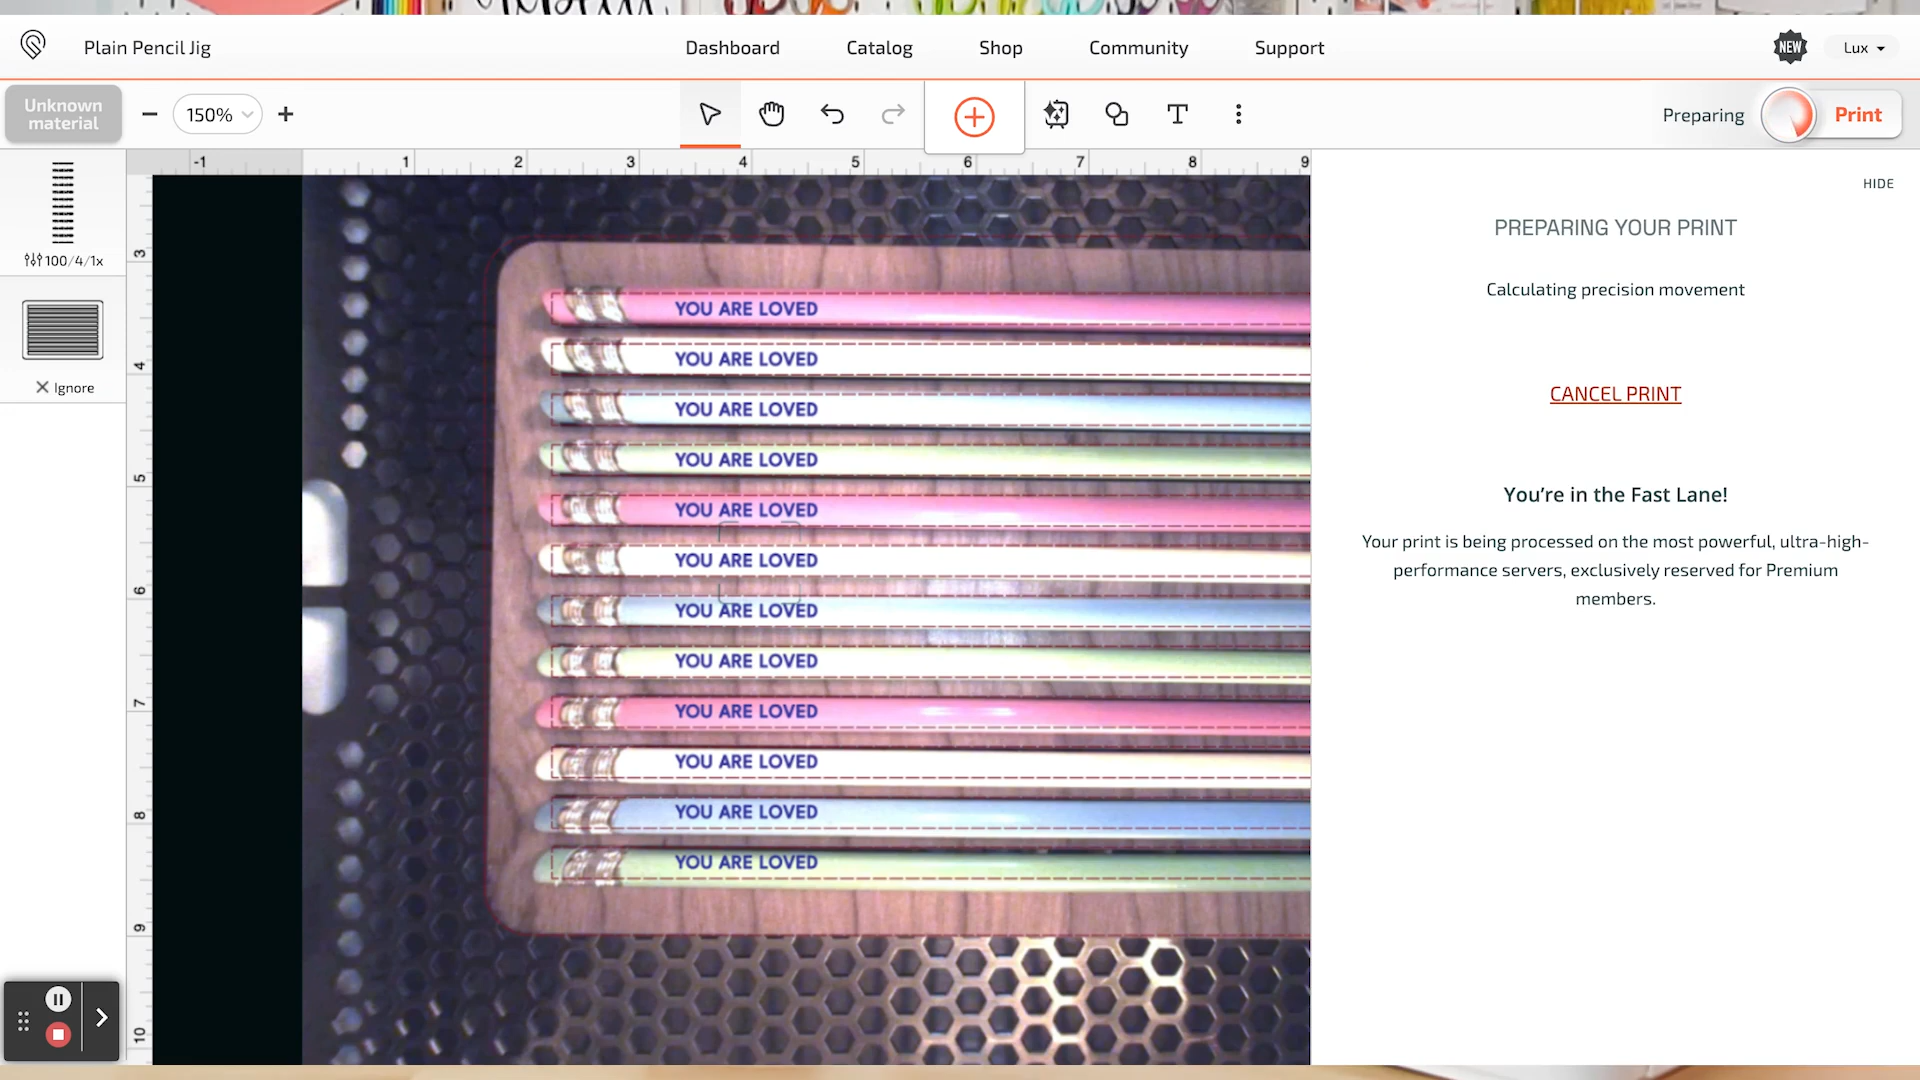 Plain Pencil Jig
Dashboard
Catalog
Shop
Community
Support
NEW
Lux
Unknown
material
150%
T
Preparing
Print
-1
1
2
3
4
5
6
7
8
9
HIDE
PREPARING YOUR PRINT
Calculating precision movement
CANCEL PRINT
You’re in the Fast Lane!
Your print is being processed on the most powerful, ultra-high-
performance servers, exclusively reserved for Premium
members.
100/4/1x
Ignore
3
4
5
6
7
8
9
10
YOU ARE LOVED
YOU ARE LOVED
YOU ARE LOVED
YOU ARE LOVED
YOU ARE LOVED
YOU ARE LOVED
YOU ARE LOVED
YOU ARE LOVED
YOU ARE LOVED
YOU ARE LOVED
YOU ARE LOVED
YOU ARE LOVED